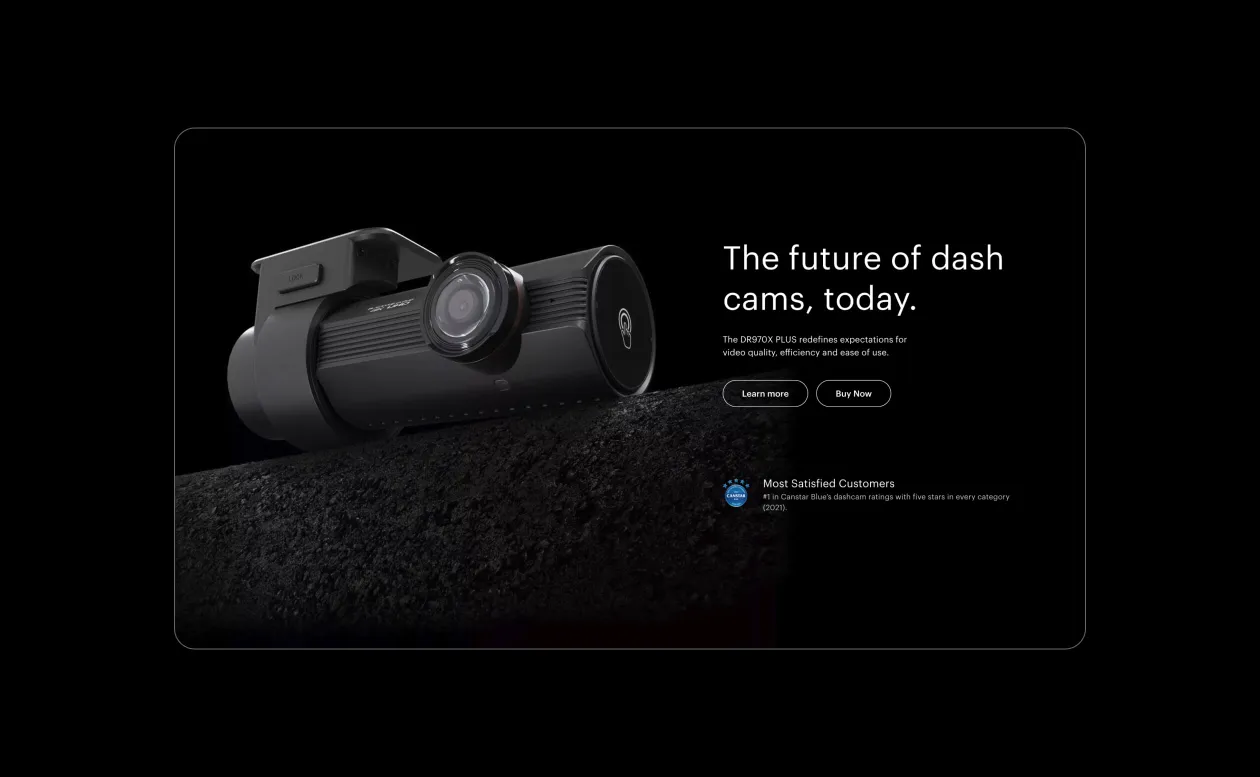 The future of dash
cams, today.
The DR970X PLUS redefines expectations for
video quality, efficiency and ease of use.
Learn more
Buy Now
CANSTAR
Most Satisfied Customers
#1 in Canstar Blue's dashcam ratings with five stars in every category
(2021).